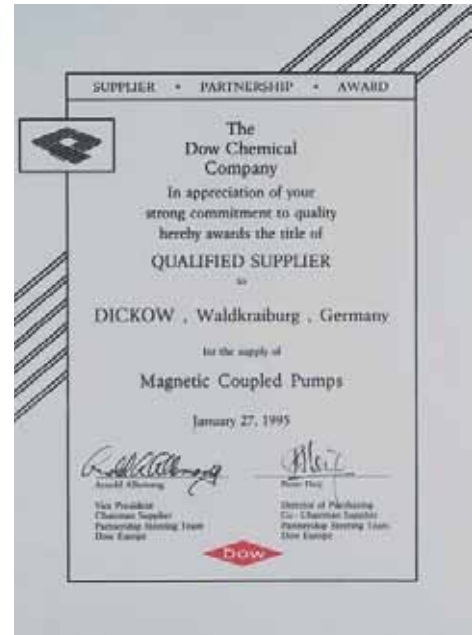 SUPPLIER • PARTNERSHIP • AWARD
The
Dow Chemical
Company
In appreciation of your
strong commitment to quality
hereby awards the title of
QUALIFIED SUPPLIER
to
DICKOW , Waldkraiburg , Germany
for the supply of
Magnetic Coupled Pumps
January 27, 1995
Arnold Allemang
Peter
Vice President
Chairman Supplier
Partnership Steering Team
Dow Europe
Director of Purchasing
Co - Chairman Supplier
Partnership Steering Team
Dow Europe
DOW